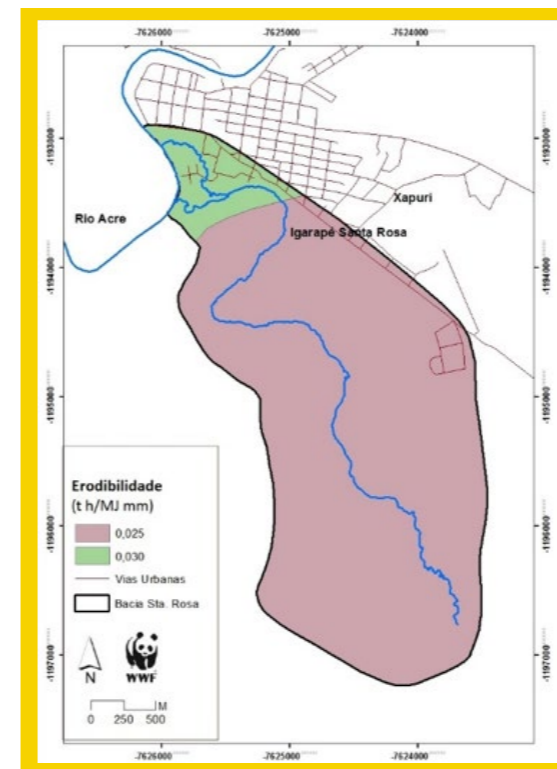 -7626000 -7625000 -7624000
-1193000 -1193000
Xapuri
Rio Acre
Igarapé Santa Rosa
-1194000 -1194000
-1195000 -1195000
Erodibilidade
(t h/MJ mm)
0,025
-1196000 -1196000
0,030
Vias Urbanas
Bacia Sta. Rosa
N
WWF
-1197000 -1197000
M
0 250 500
-7626000 -7625000 -7624000